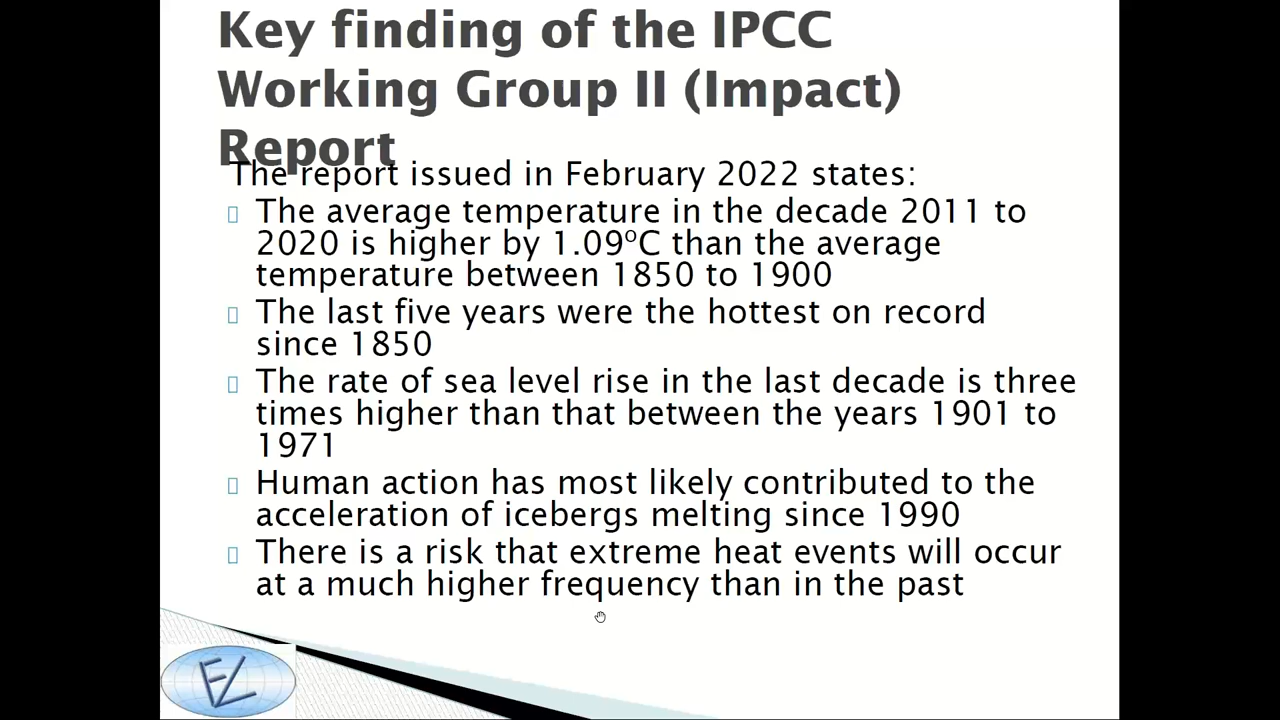 Key finding of the IPCC
Working Group II (Impact)
Report
The report issued in February 2022 states:
The average temperature in the decade 2011 to
2020 is higher by 1.09ºC than the average
temperature between 1850 to 1900
The last five years were the hottest on record
since 1850
The rate of sea level rise in the last decade is three
times higher than that between the years 1901 to
1971
Human action has most likely contributed to the
acceleration of icebergs melting since 1990
There is a risk that extreme heat events will occur
at a much higher frequency than in the past
EL